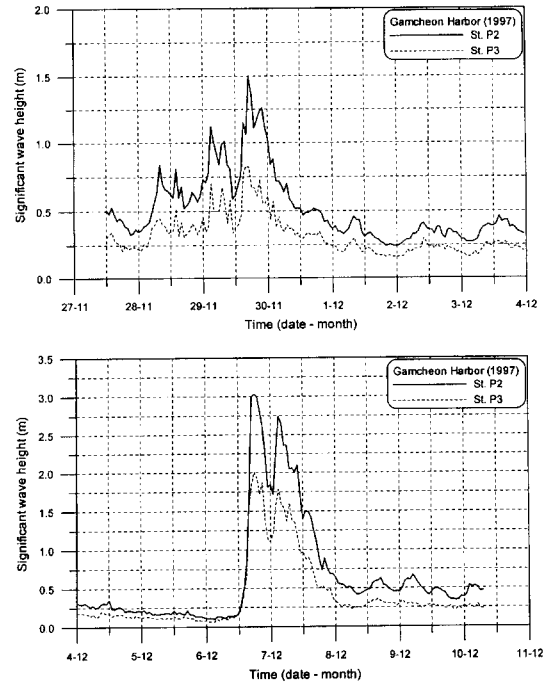 2.0
1.5
1.0
0.5
0.0
Significant wave height (m)
Gamcheon Harbor (1997)
St. P2
St. P3
27-11 28-11 29-11 30-11 1-12 2-12 3-12 4-12
Time (date - month)
3.5
3.0
2.5
2.0
1.5
1.0
0.5
0.0
Significant wave height (m)
Gamcheon Harbor (1997)
St. P2
St. P3
4-12 5-12 6-12 7-12 8-12 9-12 10-12 11-12
Time (date - month)